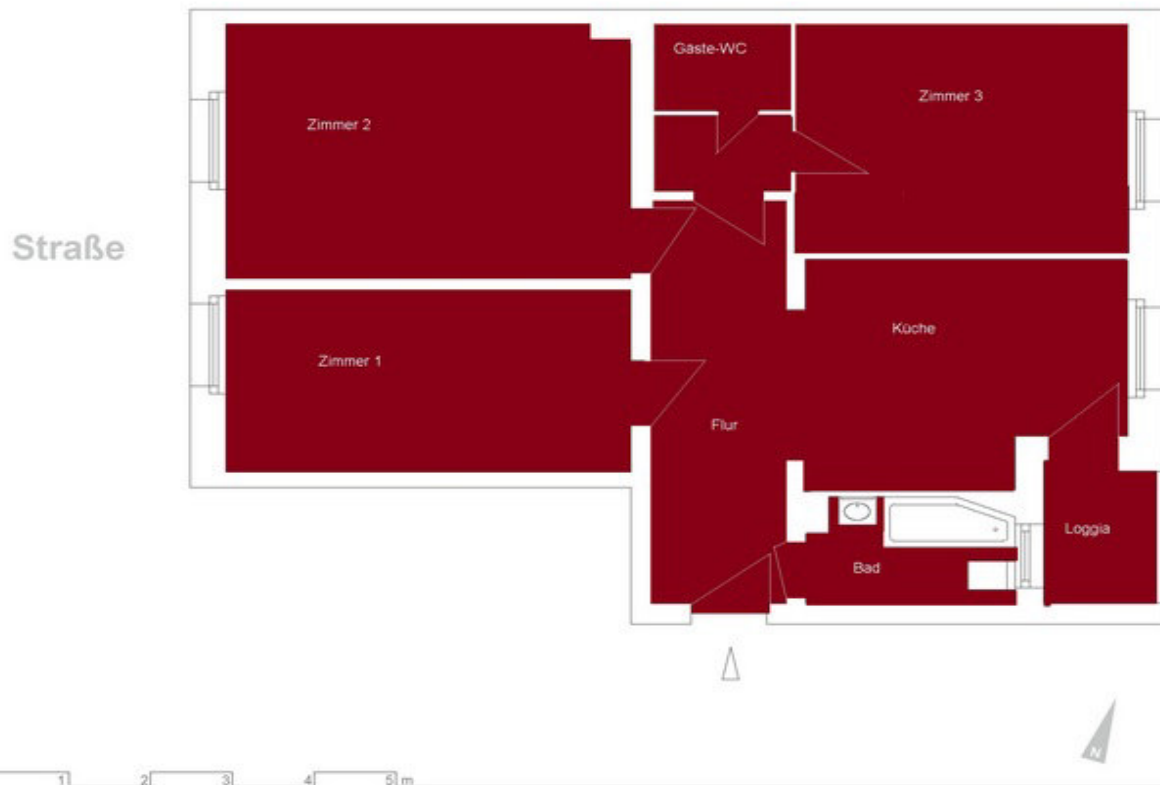 Gäste-WC
Zimmer 3
Zimmer 2
Straße
Küche
Zimmer 1
Flur
Loggia
Bad
N
1 2 3 4 5 m